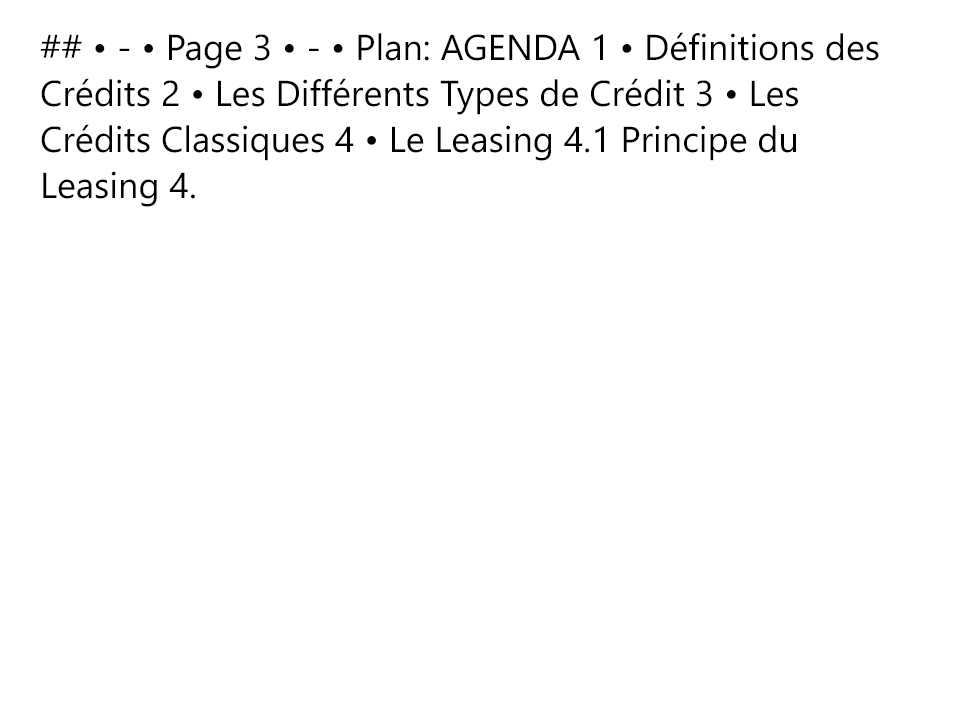 ## • - • Page 3 • - • Plan: AGENDA 1 • Définitions des
Crédits 2 • Les Différents Types de Crédit 3 • Les
Crédits Classiques 4 • Le Leasing 4.1 Principe du
Leasing 4.